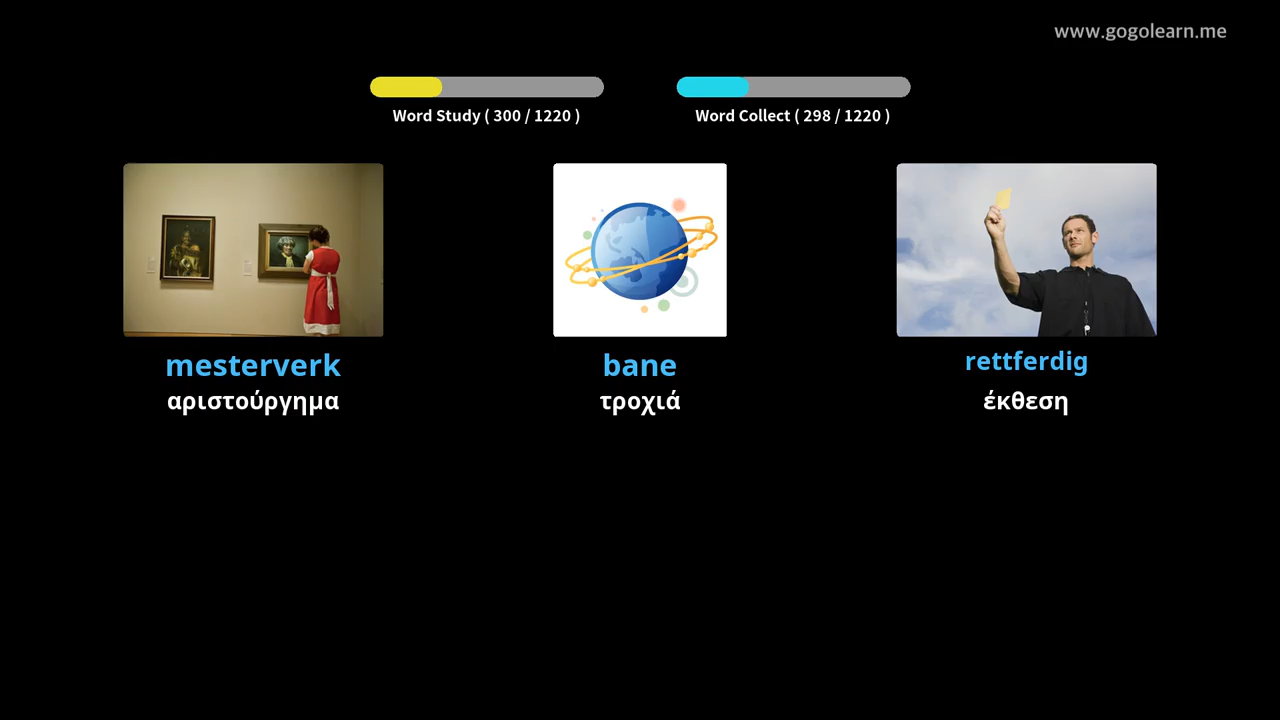 www.gogolearn.me
Word Study ( 300 / 1220 )
Word Collect ( 298 / 1220 )
mesterverk
αριστούργημα
bane
τροχιά
rettferdig
έκθεση